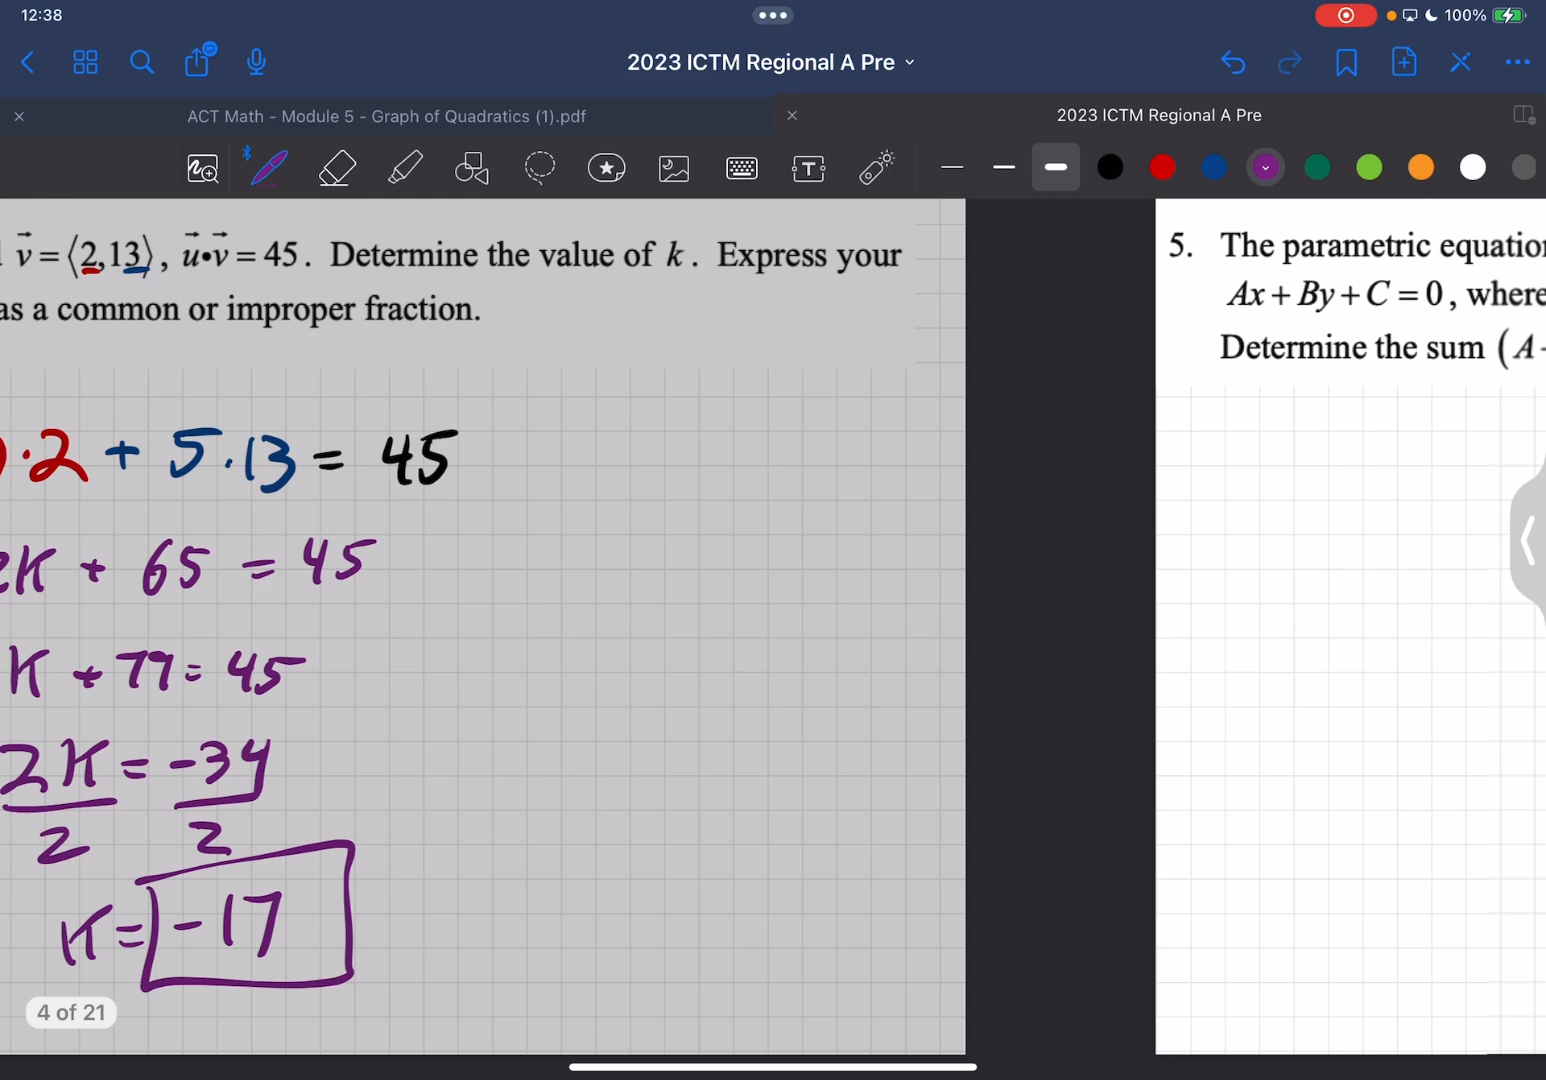 12:38
100%
2023 ICTM Regional A Pre
ACT Math - Module 5 - Graph of Quadratics (1).pdf
2023 ICTM Regional A Pre
v⃗ = ⟨2,13⟩, u⃗•v⃗ = 45. Determine the value of k. Express your
as a common or improper fraction.
)·2 + 5·13 = 45
2K + 65 = 45
K + 79 = 45
2K = -34
2 2
K = -17
4 of 21
5. The parametric equation
Ax + By + C = 0, where
Determine the sum (A